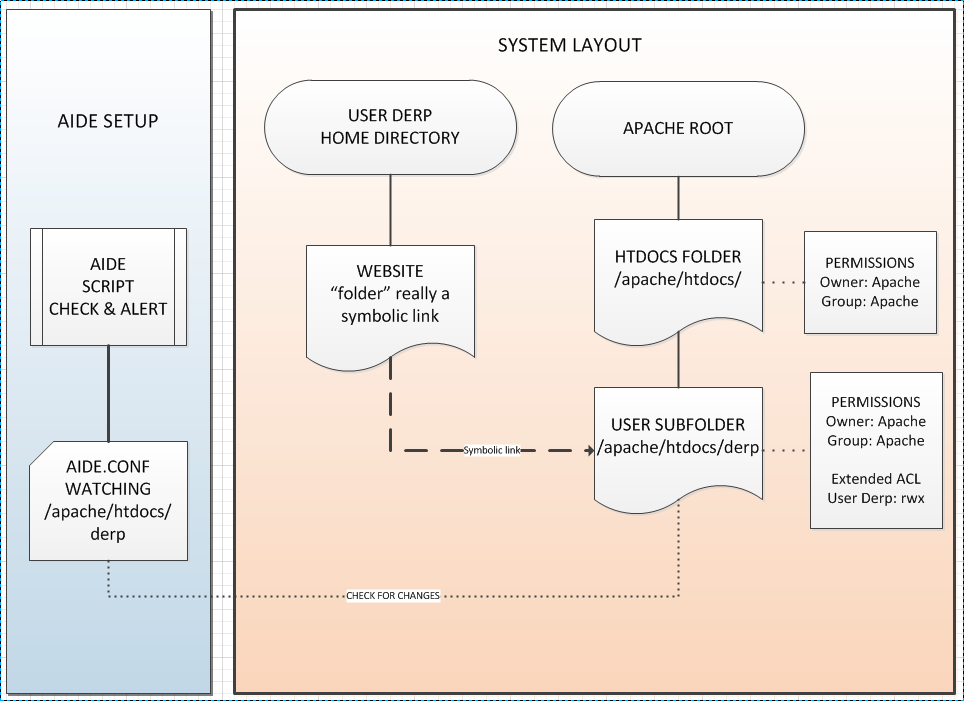 SYSTEM LAYOUT
AIDE SETUP
USER DERP
HOME DIRECTORY
APACHE ROOT
AIDE
SCRIPT
CHECK & ALERT
WEBSITE
“folder” really a
symbolic link
HTDOCS FOLDER
/apache/htdocs/
PERMISSIONS
Owner: Apache
Group: Apache
AIDE.CONF
WATCHING
/apache/htdocs/
derp
Symbolic link
USER SUBFOLDER
/apache/htdocs/derp
PERMISSIONS
Owner: Apache
Group: Apache
Extended ACL
User Derp: rwx
CHECK FOR CHANGES